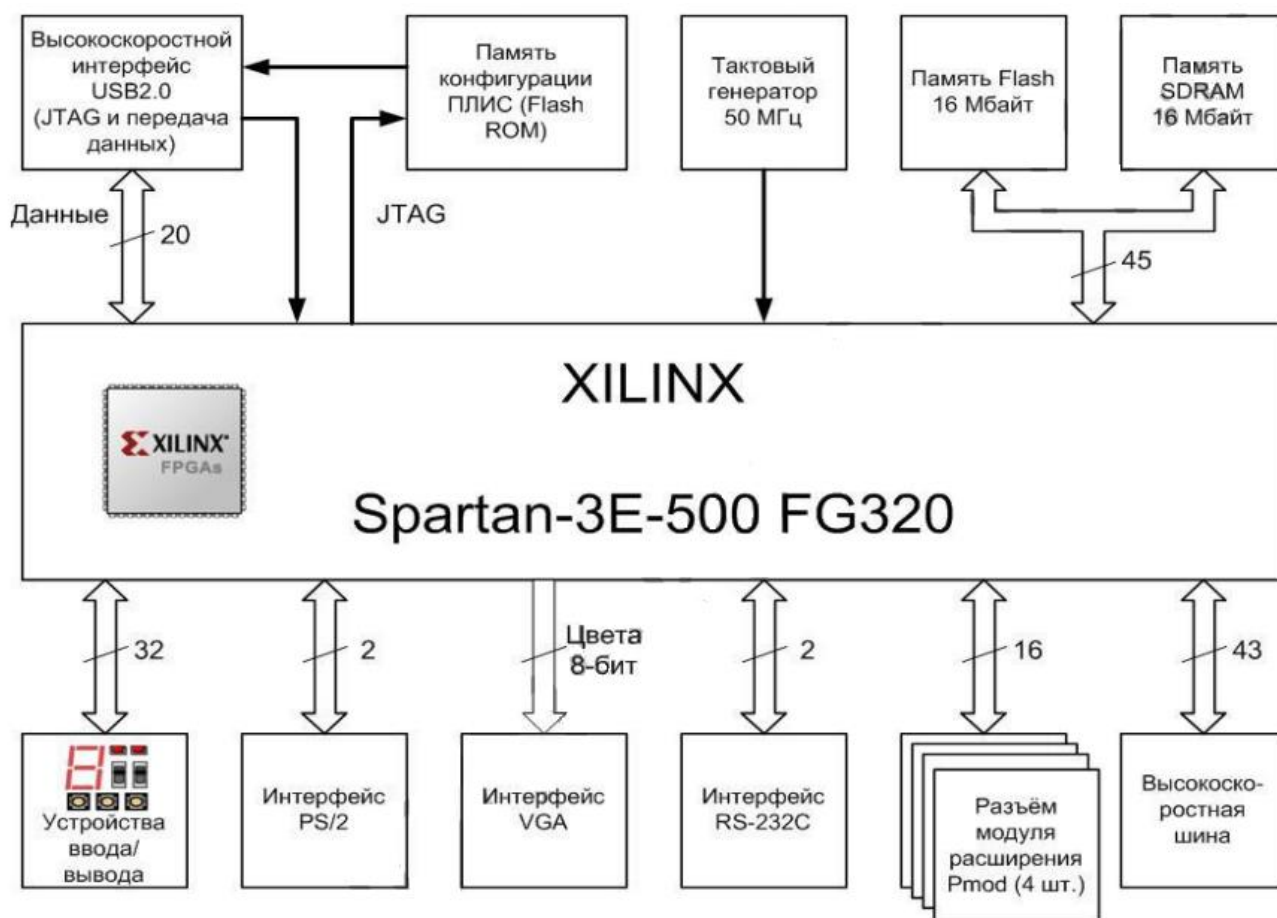 Высокоскоростной
интерфейс
USB2.0
(JTAG и передача
данных)
Память
конфигурации
ПЛИС (Flash
ROM)
Тактовый
генератор
50 МГц
Память Flash
16 Мбайт
Память
SDRAM
16 Мбайт
Данные
20
JTAG
45
XILINX
XILINX
FPGAs
Spartan-3E-500 FG320
32
2
Цвета
8-бит
2
16
43
Устройства
ввода/
вывода
Интерфейс
PS/2
Интерфейс
VGA
Интерфейс
RS-232C
Разъём
модуля
расширения
Pmod (4 шт.)
Высокоско-
ростная
шина